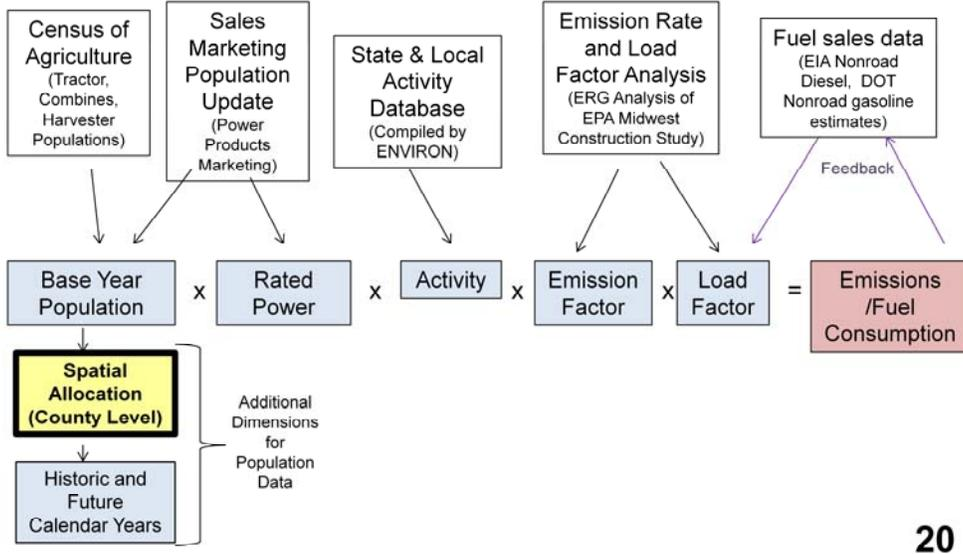 Census of
Agriculture
(Tractor,
Combines,
Harvester
Populations)
Sales
Marketing
Population
Update
(Power
Products
Marketing)
State & Local
Activity
Database
(Compiled by
ENVIRON)
Emission Rate
and Load
Factor Analysis
(ERG Analysis of
EPA Midwest
Construction Study)
Fuel sales data
(EIA Nonroad
Diesel, DOT
Nonroad gasoline
estimates)
Feedback
Base Year
Population
x
Rated
Power
x
Activity
x
Emission
Factor
x
Load
Factor
=
Emissions
/Fuel
Consumption
Spatial
Allocation
(County Level)
Historic and
Future
Calendar Years
Additional
Dimensions
for
Population
Data
20